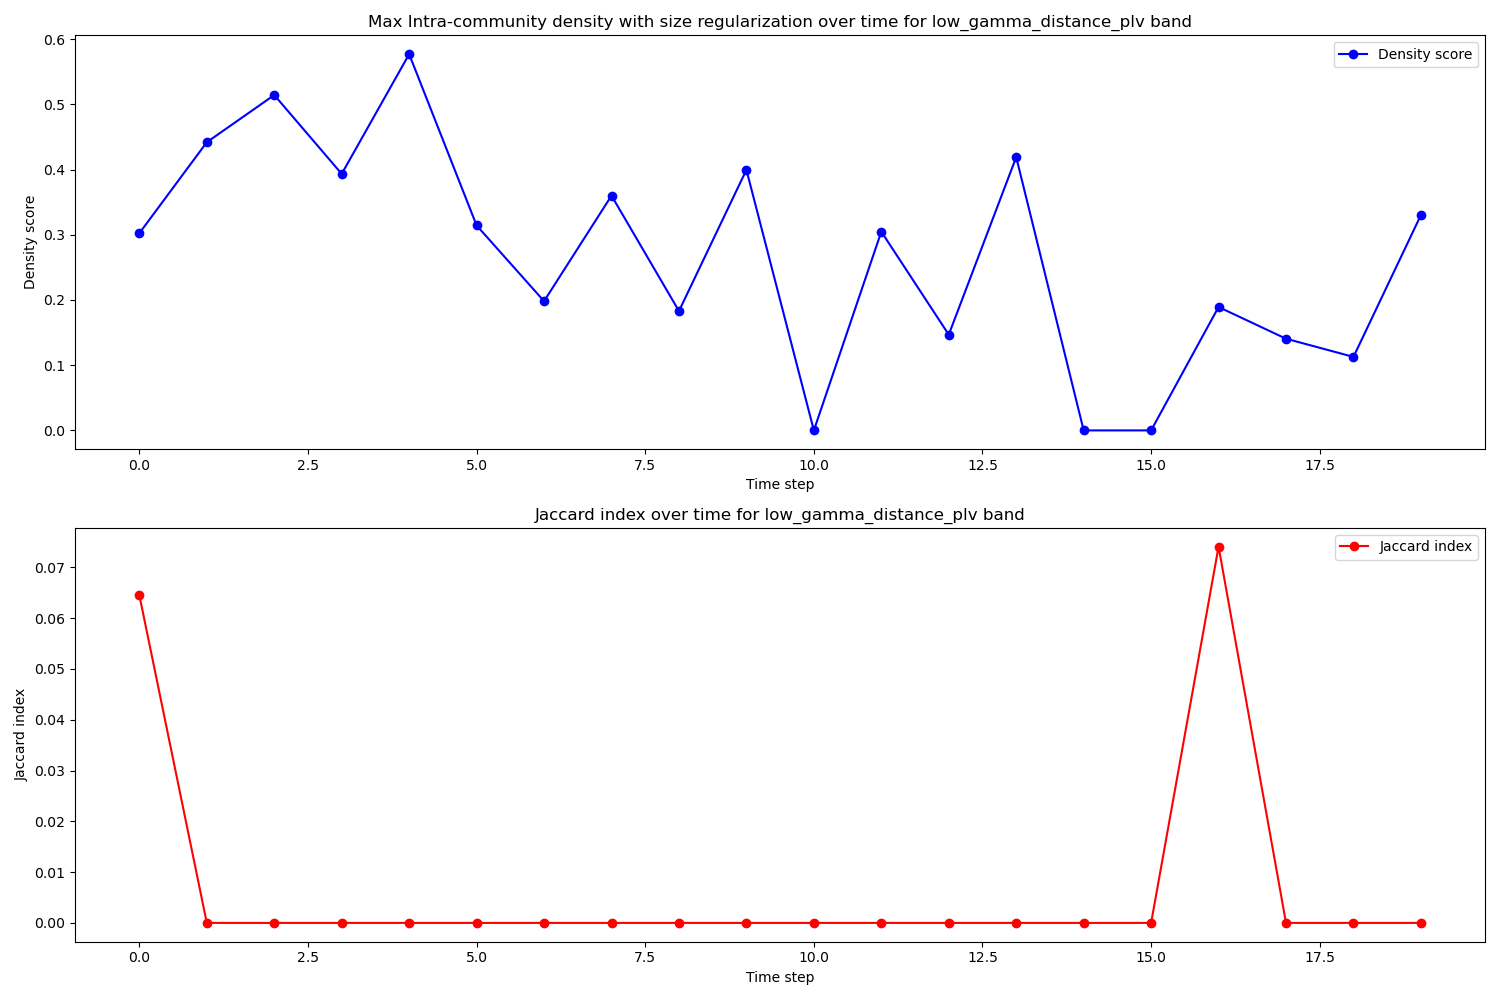 Max Intra-community density with size regularization over time for low_gamma_distance_plv band
Density score
0.6
0.5
0.4
0.3
0.2
0.1
0.0
Density score
0.0 2.5 5.0 7.5 10.0 12.5 15.0 17.5
Time step
Jaccard index over time for low_gamma_distance_plv band
Jaccard index
0.07
0.06
0.05
0.04
0.03
0.02
0.01
0.00
Jaccard index
0.0 2.5 5.0 7.5 10.0 12.5 15.0 17.5
Time step